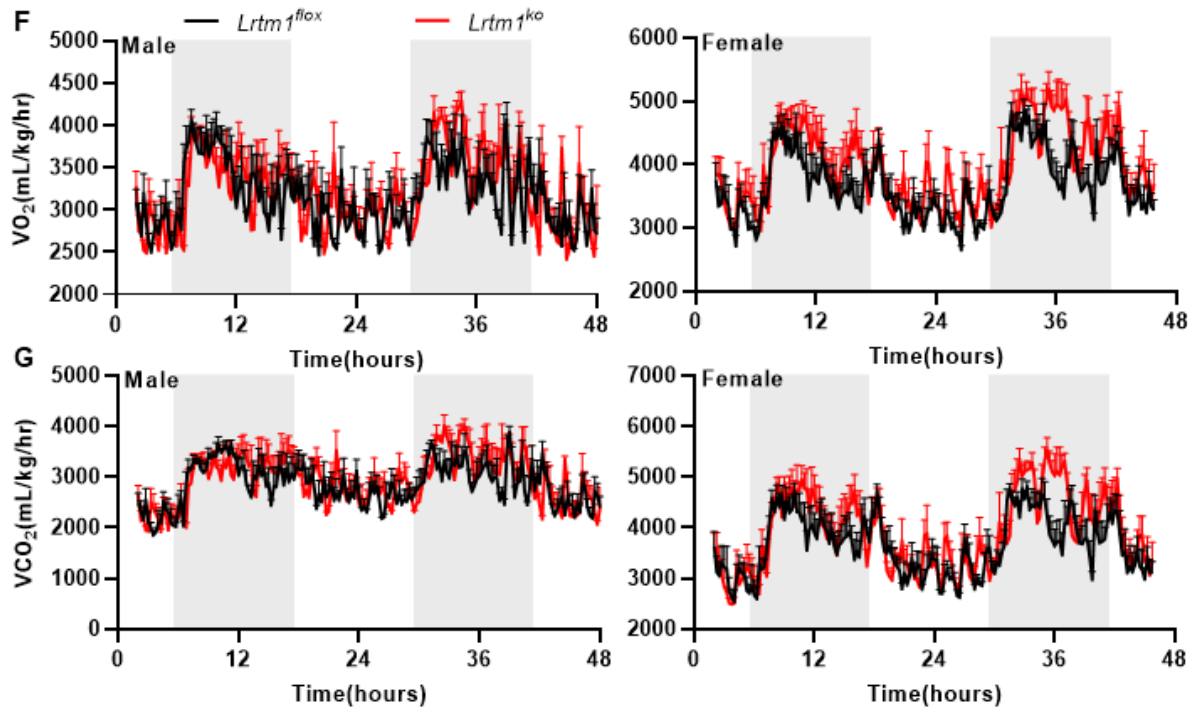 F
Lrtm1flox
Lrtm1ko
Male
VO2(mL/kg/hr)
5000
4500
4000
3500
3000
2500
2000
0 12 24 36 48
Time(hours)
Female
6000
5000
4000
3000
2000
0 12 24 36 48
Time(hours)
G
Male
VCO2(mL/kg/hr)
5000
4000
3000
2000
1000
0
0 12 24 36 48
Time(hours)
Female
7000
6000
5000
4000
3000
2000
0 12 24 36 48
Time(hours)